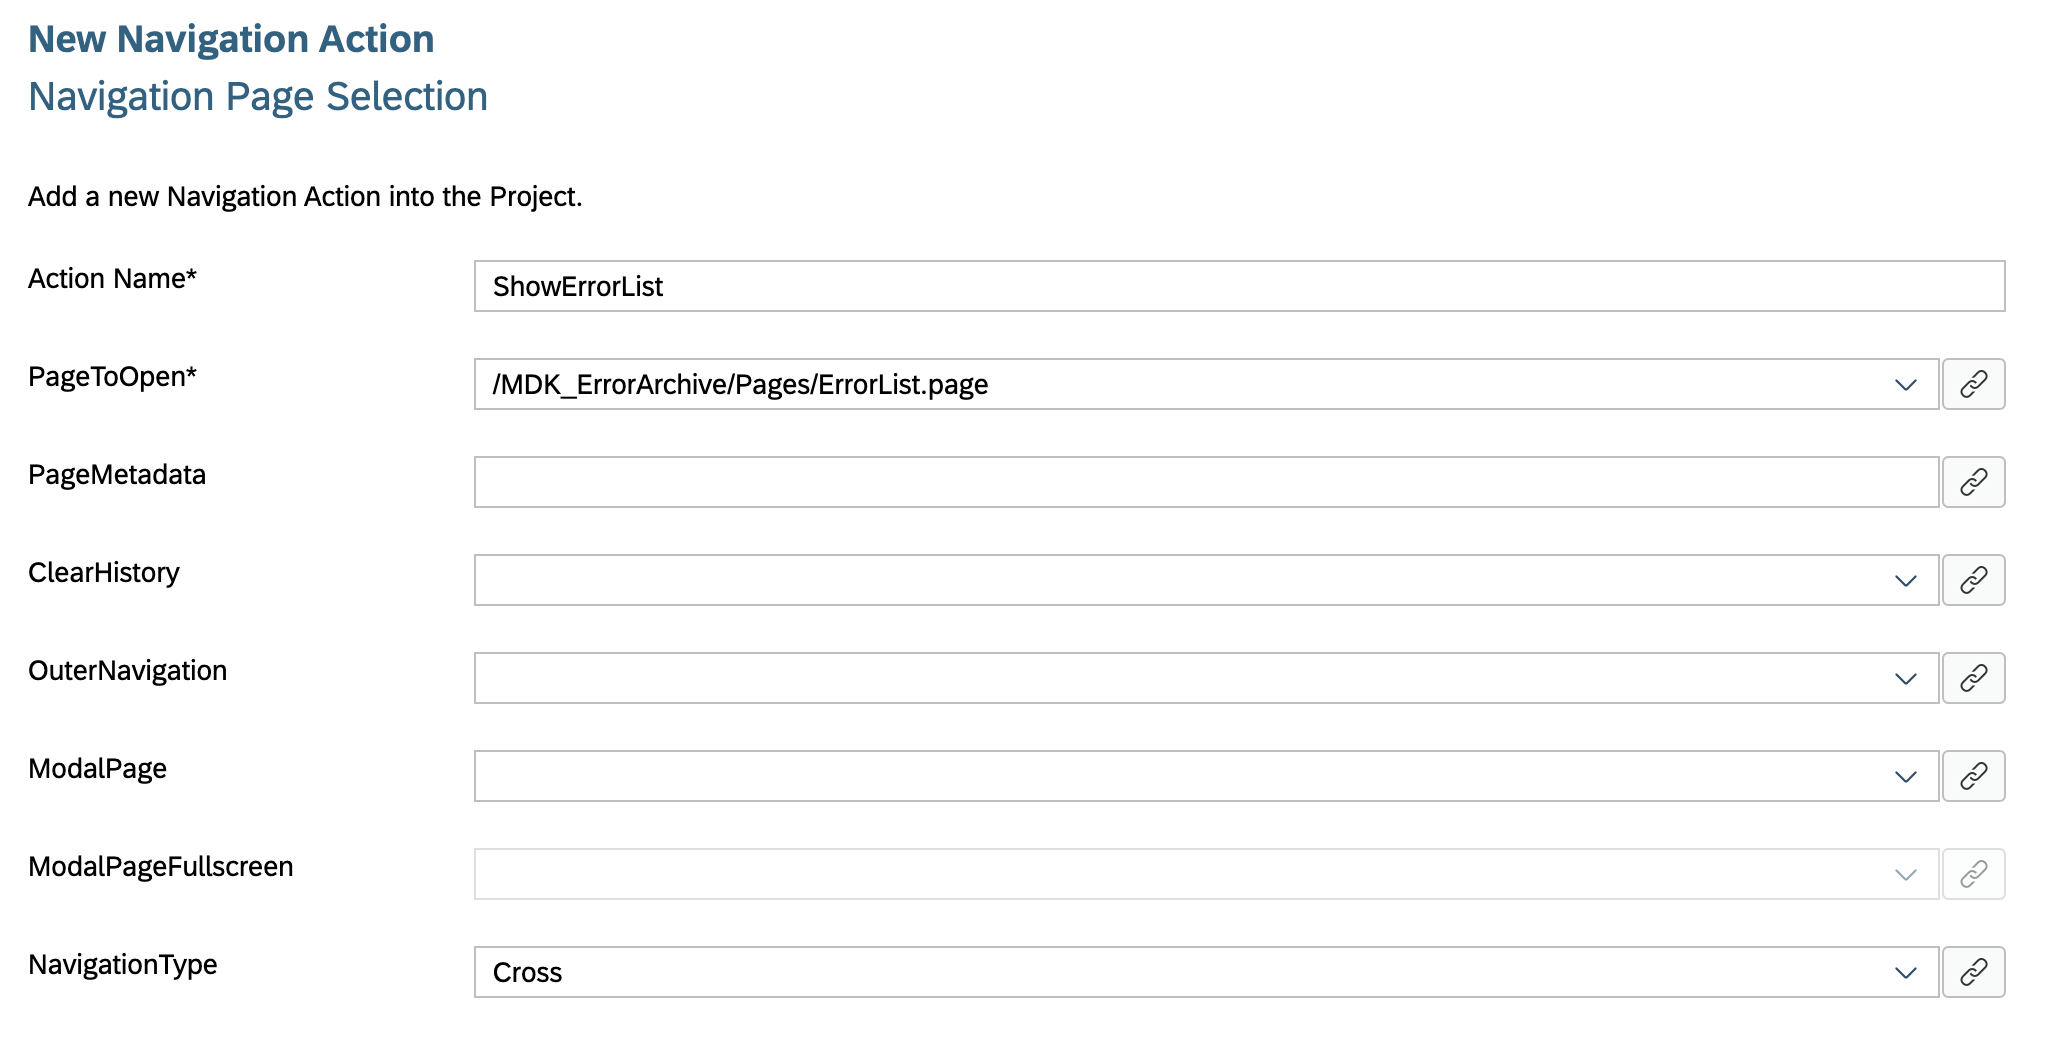 New Navigation Action
Navigation Page Selection
Add a new Navigation Action into the Project.
Action Name*
ShowErrorList
PageToOpen*
/MDK_ErrorArchive/Pages/ErrorList.page
PageMetadata
ClearHistory
OuterNavigation
ModalPage
ModalPageFullscreen
NavigationType
Cross